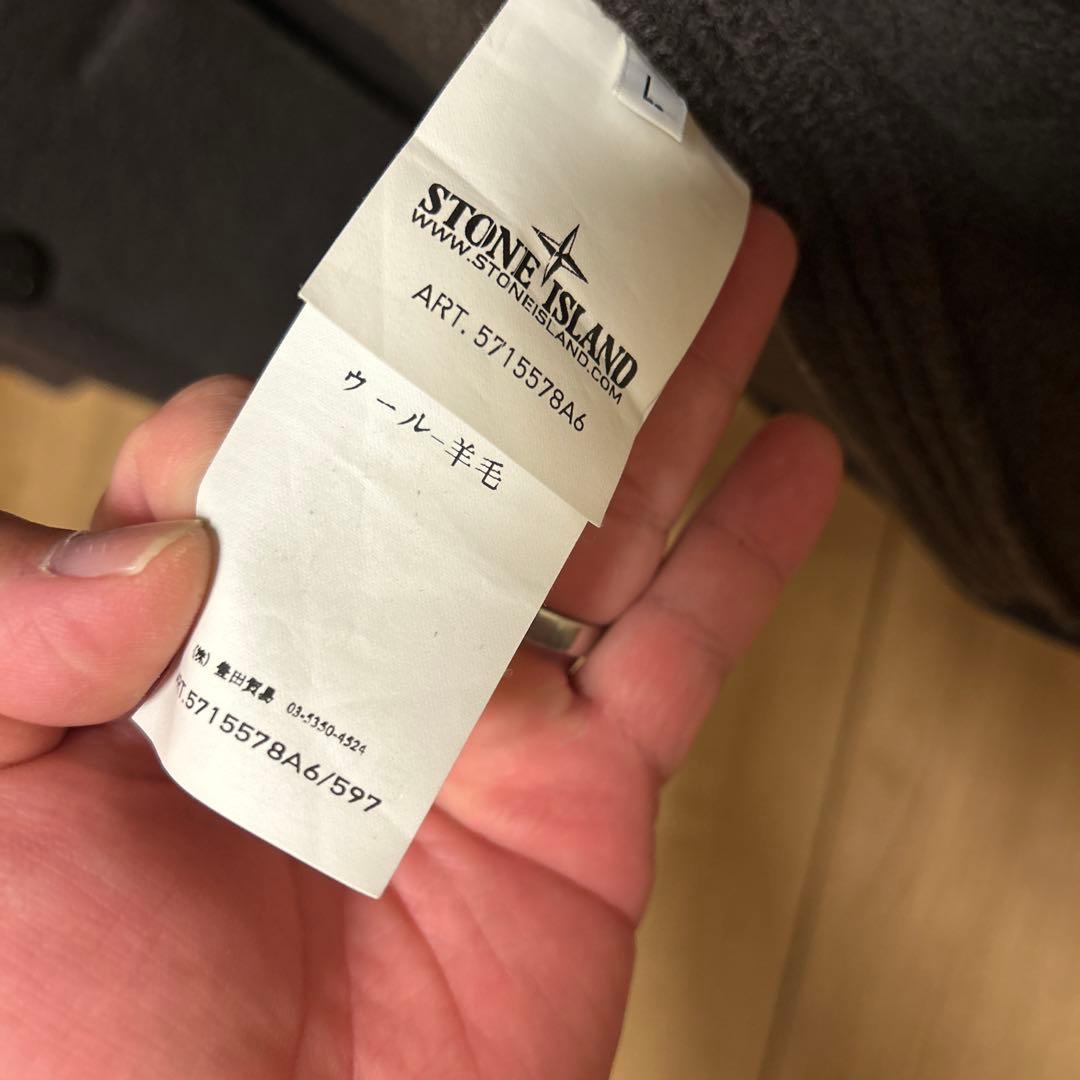 L
STONE ISLAND
WWW.STONEISLAND.COM
ART. 5715578A6
ウール-羊毛
(株) 豊田貿易 03-5350-4524
ART.5715578A6/597